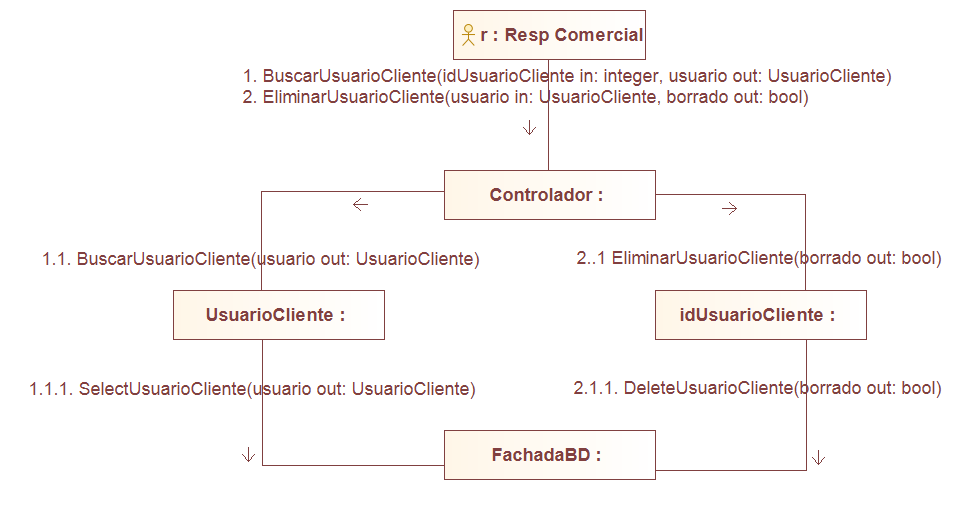 r : Resp Comercial
1. BuscarUsuarioCliente(idUsuarioCliente in: integer, usuario out: UsuarioCliente)
2. EliminarUsuarioCliente(usuario in: UsuarioCliente, borrado out: bool)
Controlador :
1.1. BuscarUsuarioCliente(usuario out: UsuarioCliente)
2..1 EliminarUsuarioCliente(borrado out: bool)
UsuarioCliente :
idUsuarioCliente :
1.1.1. SelectUsuarioCliente(usuario out: UsuarioCliente)
2.1.1. DeleteUsuarioCliente(borrado out: bool)
FachadaBD :